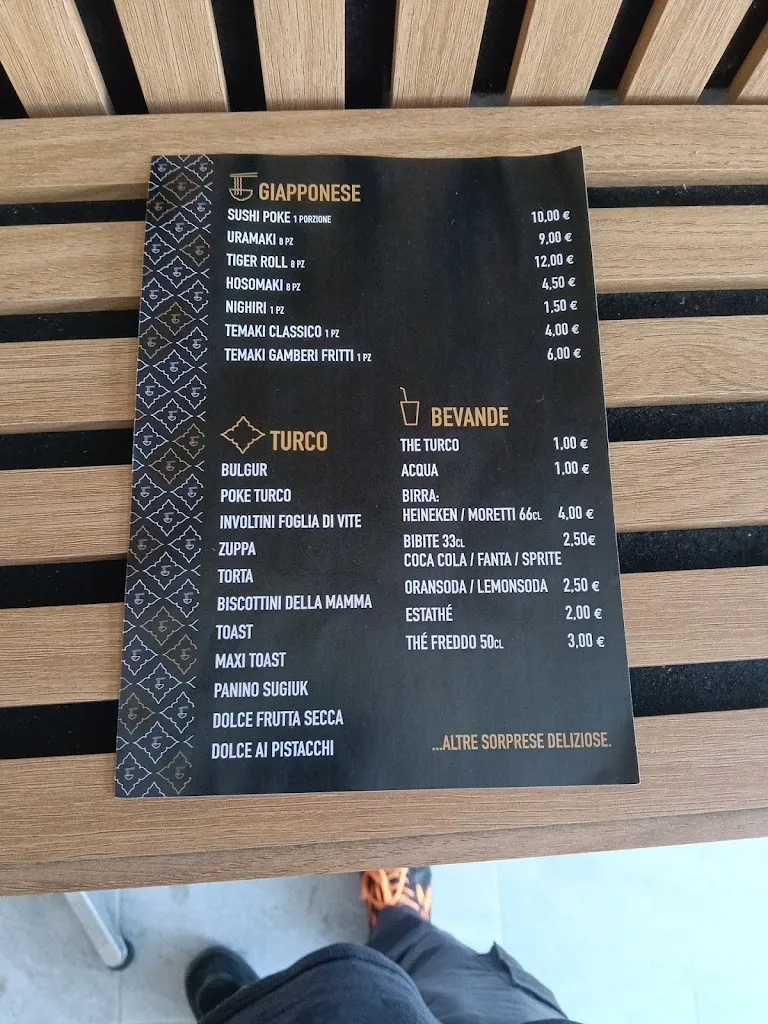 GIAPPONESE
SUSHI POKE 1 PORZIONE 10,00 €
URAMAKI 8 PZ 9,00 €
TIGER ROLL 8 PZ 12,00 €
HOSOMAKI 6 PZ 4,50 €
NIGHIRI 1 PZ 1,50 €
TEMAKI CLASSICO 1 PZ 4,00 €
TEMAKI GAMBERI FRITTI 1 PZ 6,00 €
TURCO
BULGUR
POKE TURCO
INVOLTINI FOGLIA DI VITE
ZUPPA
TORTA
BISCOTTINI DELLA MAMMA
TOAST
MAXI TOAST
PANINO SUGIUK
DOLCE FRUTTA SECCA
DOLCE AI PISTACCHI
BEVANDE
THE TURCO 1,00 €
ACQUA 1,00 €
BIRRA:
HEINEKEN / MORETTI 66CL 4,00 €
BIBITE 33CL 2,50€
COCA COLA / FANTA / SPRITE
ORANSODA / LEMONSODA 2,50 €
ESTATHÉ 2,00 €
THÉ FREDDO 50CL 3,00 €
...ALTRE SORPRESE DELIZIOSE.